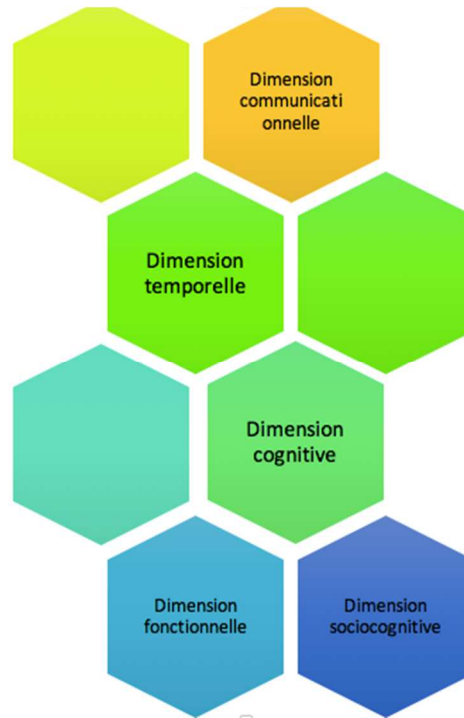 Dimension
communicati
onnelle
Dimension
temporelle
Dimension
cognitive
Dimension
fonctionnelle
Dimension
sociocognitive